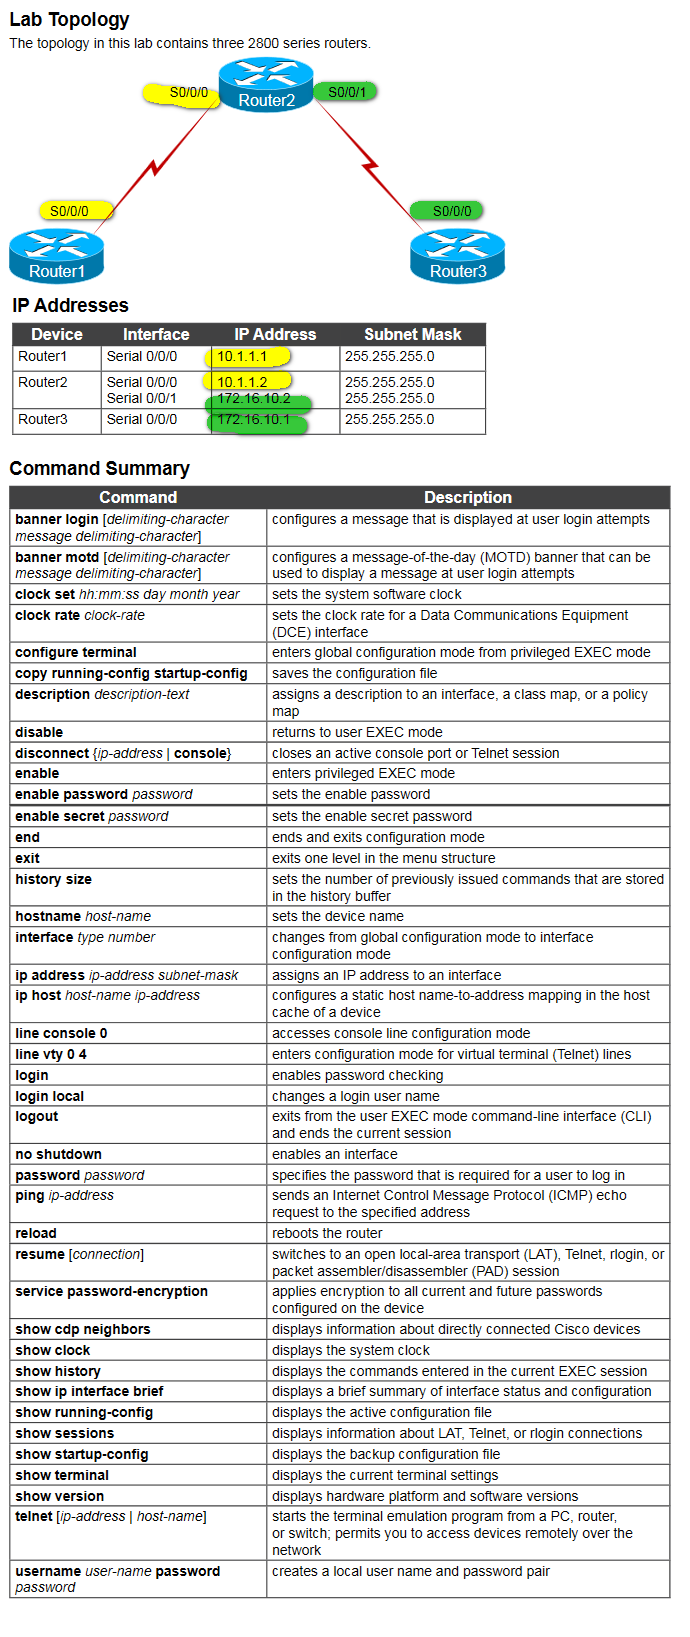 Lab Topology
The topology in this lab contains three 2800 series routers.
S0/0/0
S0/0/1
Router2
S0/0/0
S0/0/0
Router1
Router3
IP Addresses
Device Interface IP Address Subnet Mask
Router1 Serial 0/0/0 10.1.1.1 255.255.255.0
Router2 Serial 0/0/0 10.1.1.2 255.255.255.0
Serial 0/0/1 172.16.10.2 255.255.255.0
Router3 Serial 0/0/0 172.16.10.1 255.255.255.0
Command Summary
Command Description
banner login [delimiting-character configures a message that is displayed at user login attempts
message delimiting-character]
banner motd [delimiting-character configures a message-of-the-day (MOTD) banner that can be
message delimiting-character] used to display a message at user login attempts
clock set hh:mm:ss day month year sets the system clock
clock rate clock-rate sets the clock rate for a Data Communications Equipment
(DCE) interface
configure terminal enters global configuration mode from privileged EXEC mode
copy running-config startup-config saves the configuration file
description description-text assigns a description to an interface, a class map, or a policy
map
disable returns to user EXEC mode
disconnect {ip-address | console} closes an active console port or Telnet session
enable enters privileged EXEC mode
enable password password sets the enable password
enable secret password sets the enable secret password
end ends and exits configuration mode
exit exits one level in the menu structure
history size sets the number of previously issued commands that are stored
in the history buffer
hostname host-name sets the device name
interface type number changes from global configuration mode to interface
configuration mode
ip address ip-address subnet-mask assigns an IP address to an interface
ip host host-name ip-address configures a static host name-to-address mapping in the host
cache of a device
line console 0 accesses console line configuration mode
line vty 0 4 enters configuration mode for virtual terminal (Telnet) lines
login enables password checking
login local changes a login user name
logout exits from the user EXEC mode command-line interface (CLI)
and ends the current session
no shutdown enables an interface
password password specifies the password that is required for a user to log in
ping ip-address sends an Internet Control Message Protocol (ICMP) echo
request to the specified address
reload reboots the router
resume [connection] switches to an open local-area transport (LAT), Telnet, rlogin, or
packet assembler/disassembler (PAD) session
service password-encryption applies encryption to all current and future passwords
configured on the device
show cdp neighbors displays information about directly connected Cisco devices
show clock displays the system clock
show history displays the commands entered in the current EXEC session
show ip interface brief displays a brief summary of interface status and configuration
show running-config displays the active configuration file
show sessions displays information about LAT, Telnet, or rlogin connections
show startup-config displays the backup configuration file
show terminal displays the current terminal settings
show version displays hardware platform and software versions
telnet [ip-address | host-name] starts the terminal emulation program from a PC, router,
or switch; permits you to access devices remotely over the
network
username user-name password creates a local user name and password pair
password